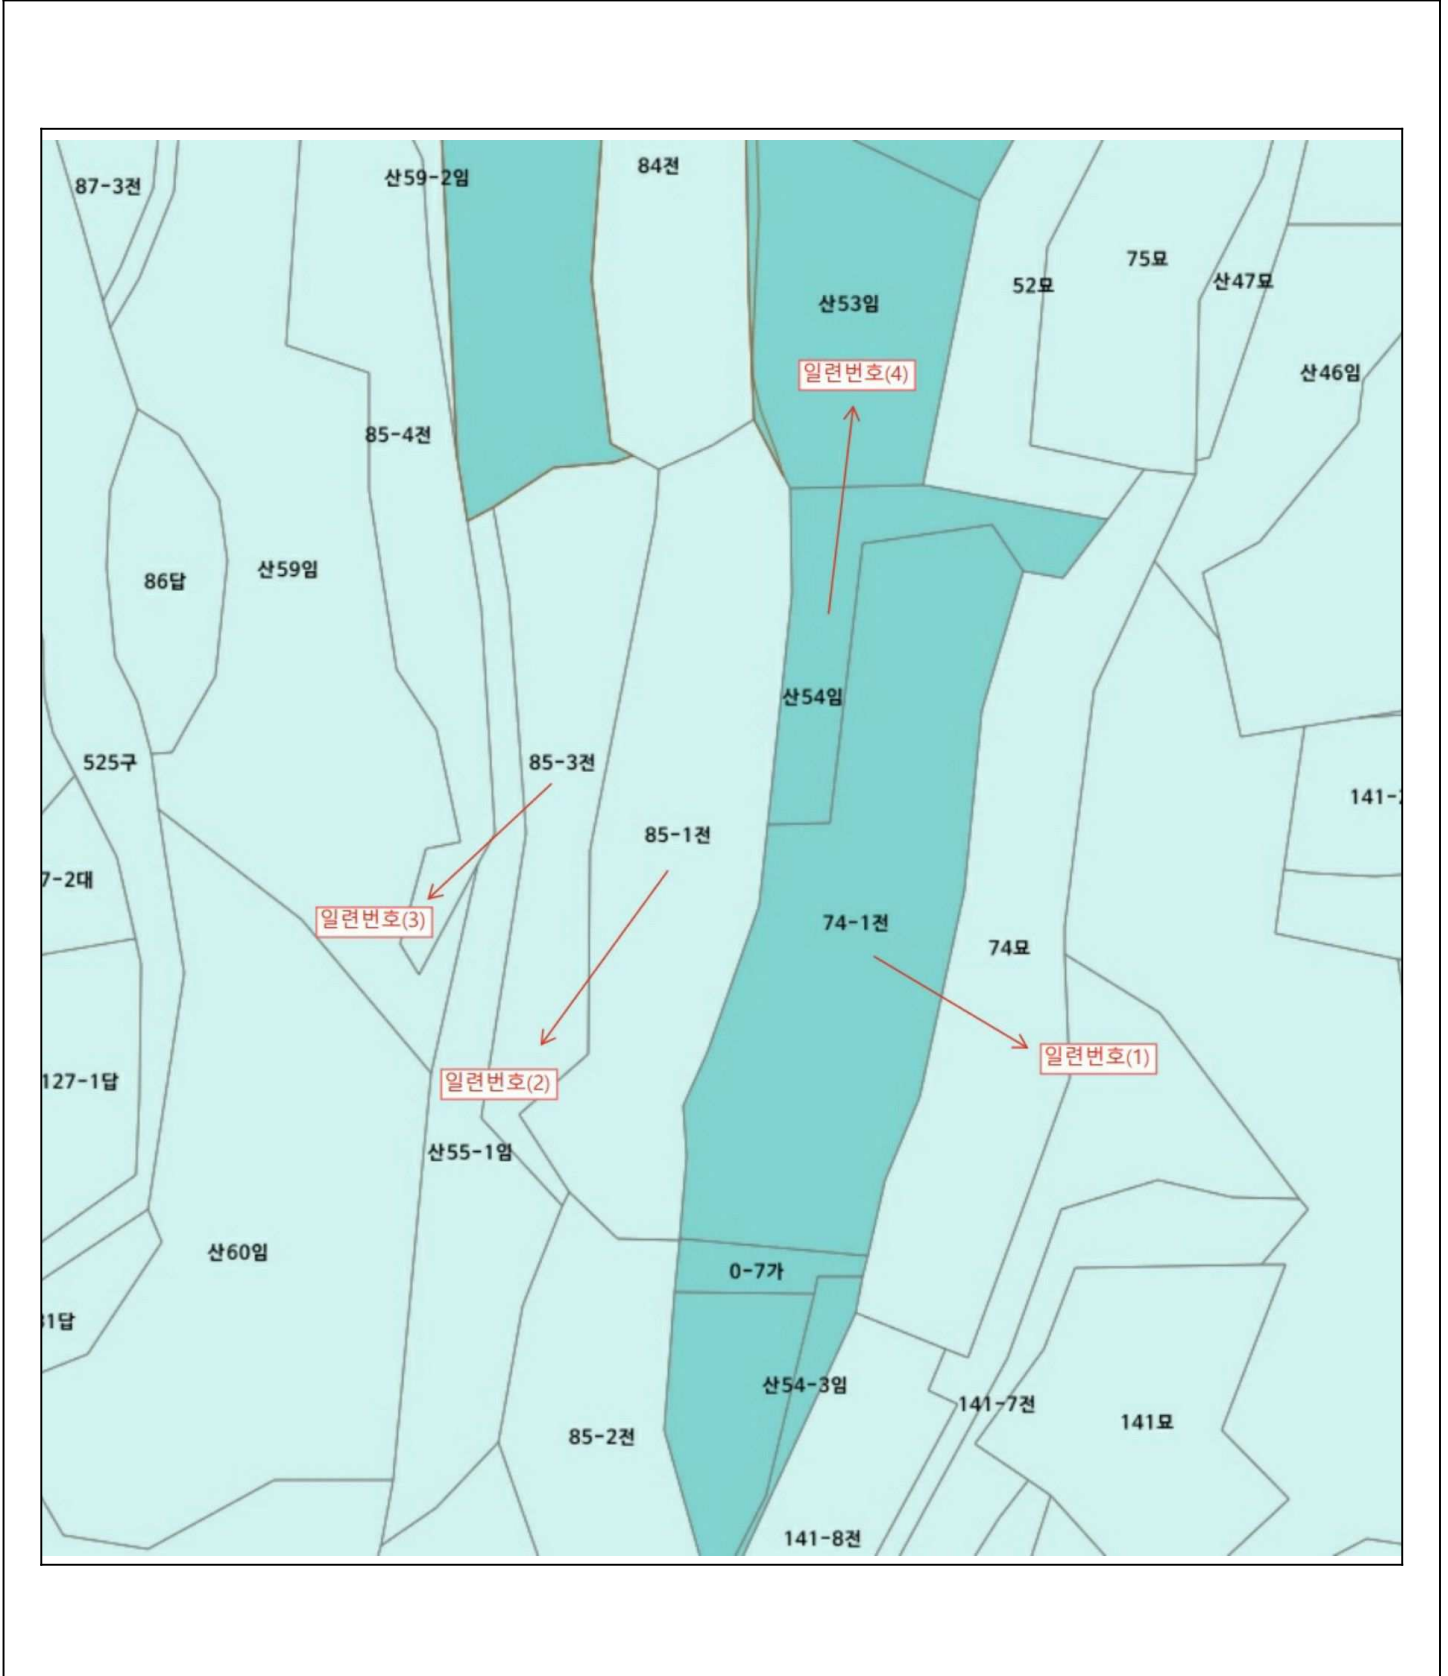 84전
산59-2임
87-3전
75묘
산47묘
52묘
산53임
산46임
일련번호(4)
85-4전
산59임
86답
산54임
525구
85-3전
141-
85-1전
7-2대
일련번호(3)
74-1전
74묘
일련번호(1)
127-1답
일련번호(2)
산55-1임
산60임
0-7가
1답
산54-3임
141-7전
141묘
85-2전
141-8전